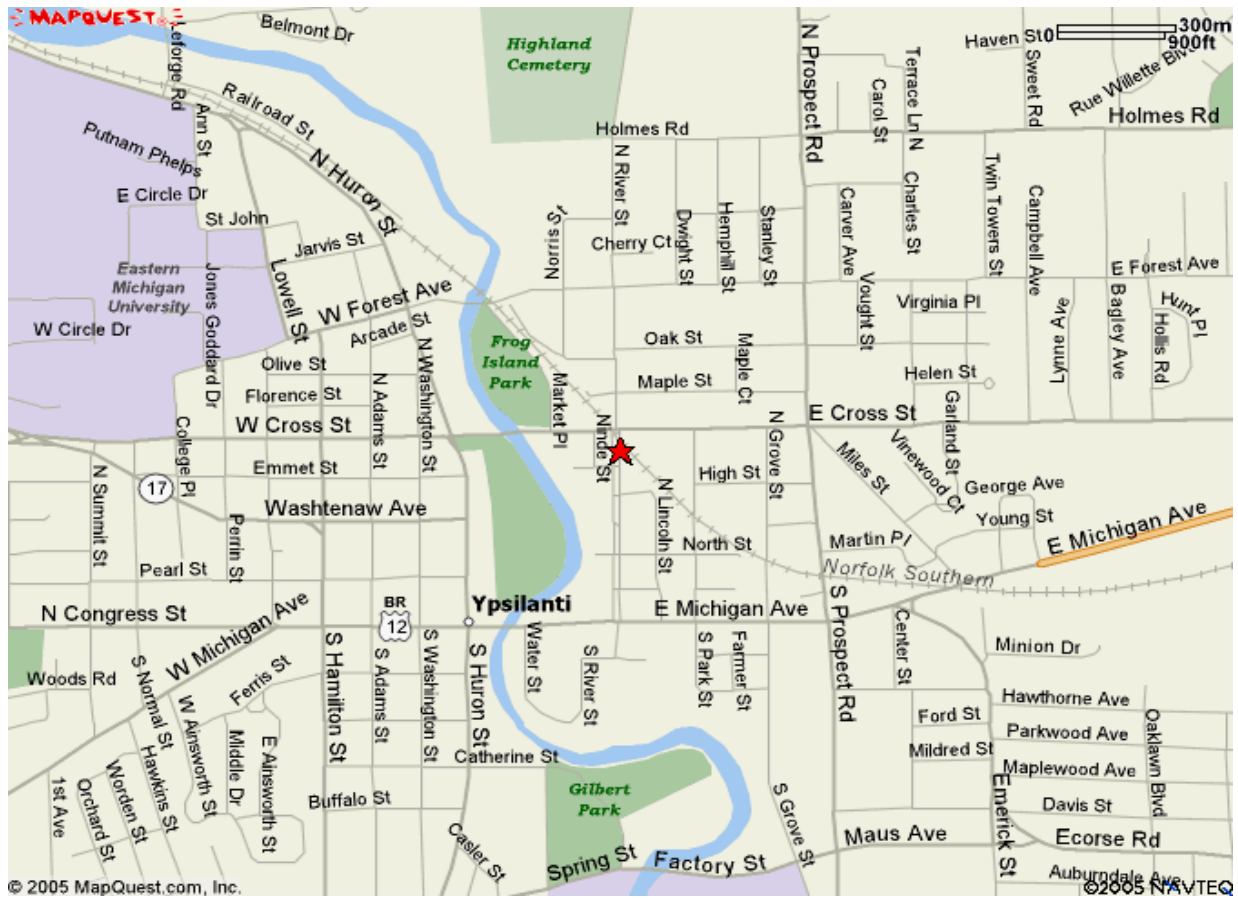 MAPQUEST
Leforge Rd
Belmont Dr
Highland
Cemetery
N Prospect Rd
Terrace Ln N
Haven St
0
300m
900ft
Sweet Rd
Rue Willette Blvd
Holmes Rd
Carol St
Railroad St
Ann St
Putnam Phelps
Holmes Rd
N Huron St
N River St
E Circle Dr
St John
Jarvis St
Norris St
Cherry Ct
Dwight St
Hemphill St
Stanley St
Carver Ave
Charles St
Twin Towers St
Campbell Ave
E Forest Ave
Eastern
Michigan
University
Jones Goddard Dr
Lowell St
W Forest Ave
Virginia Pl
Vought St
Lynne Ave
E Bagley Ave
Hunt Pl
Hollis Rd
W Circle Dr
Arcade St
N Washington St
Frog
Island
Park
Oak St
Maple Ct
Olive St
N Adams St
Market Pl
Maple St
Helen St
Florence St
W Cross St
Ninde St
N Grove St
E Cross St
Garland St
College Pl
Emmet St
High St
Miles St
Vinewood Ct
N Summit St
17
Washtenaw Ave
N Lincoln St
George Ave
Young St
E Michigan Ave
Perrin St
North St
Martin Pl
Pearl St
Norfolk Southern
N Congress St
W Michigan Ave
BR
12
Ypsilanti
E Michigan Ave
S Prospect Rd
Center St
Minion Dr
Woods Rd
S Normal St
Ferris St
S Hamilton St
S Adams St
S Washington St
S Huron St
Water St
S River St
S Park St
Farmer St
Hawthorne Ave
W Ainsworth St
Middle Dr
E Ainsworth St
Ford St
Parkwood Ave
Oaklawn Blvd
Mildred St
Catherine St
Maplewood Ave
1st Ave
Orchard St
Worden St
Hawkins St
Buffalo St
Gilbert
Park
S Grove St
Emerick St
Davis St
Casler St
Maus Ave
Ecorse Rd
Spring St
Factory St
Auburndale Ave
© 2005 MapQuest.com, Inc.
©2005 NAVTEQ